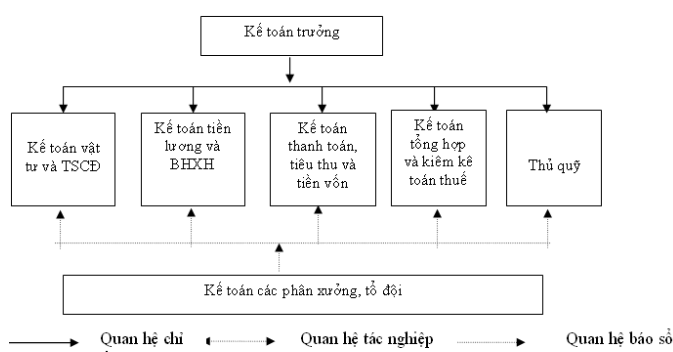 Kế toán trưởng
Kế toán vật
tư và TSCĐ
Kế toán tiền
lương và
BHXH
Kế toán
thanh toán,
tiêu thu và
tiền vốn
Kế toán
tổng hợp
và kiêm kê
toán thuế
Thủ quỹ
Kế toán các phân xưởng, tổ đội
Quan hệ chỉ
Quan hệ tác nghiệp
Quan hệ báo sổ